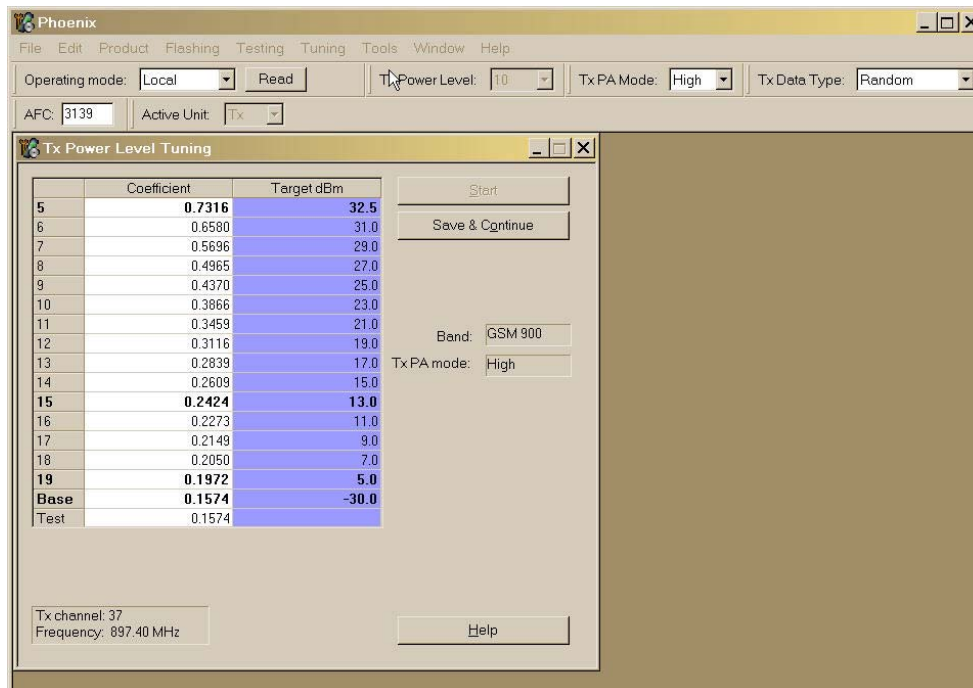 Phoenix
File Edit Product Flashing Testing Tuning Tools Window Help
Operating mode: Local Read Tx Power Level: 10 Tx PA Mode: High Tx Data Type: Random
AFC: 3139 Active Unit: Tx
Tx Power Level Tuning
Coefficient Target dBm
5 0.7316 32.5
6 0.6580 31.0
7 0.5696 29.0
8 0.4965 27.0
9 0.4370 25.0
10 0.3866 23.0
11 0.3459 21.0
12 0.3116 19.0
13 0.2839 17.0
14 0.2609 15.0
15 0.2424 13.0
16 0.2273 11.0
17 0.2149 9.0
18 0.2050 7.0
19 0.1972 5.0
Base 0.1574 -30.0
Test 0.1574
Start
Save & Continue
Band: GSM 900
Tx PA mode: High
Tx channel: 37
Frequency: 897.40 MHz
Help